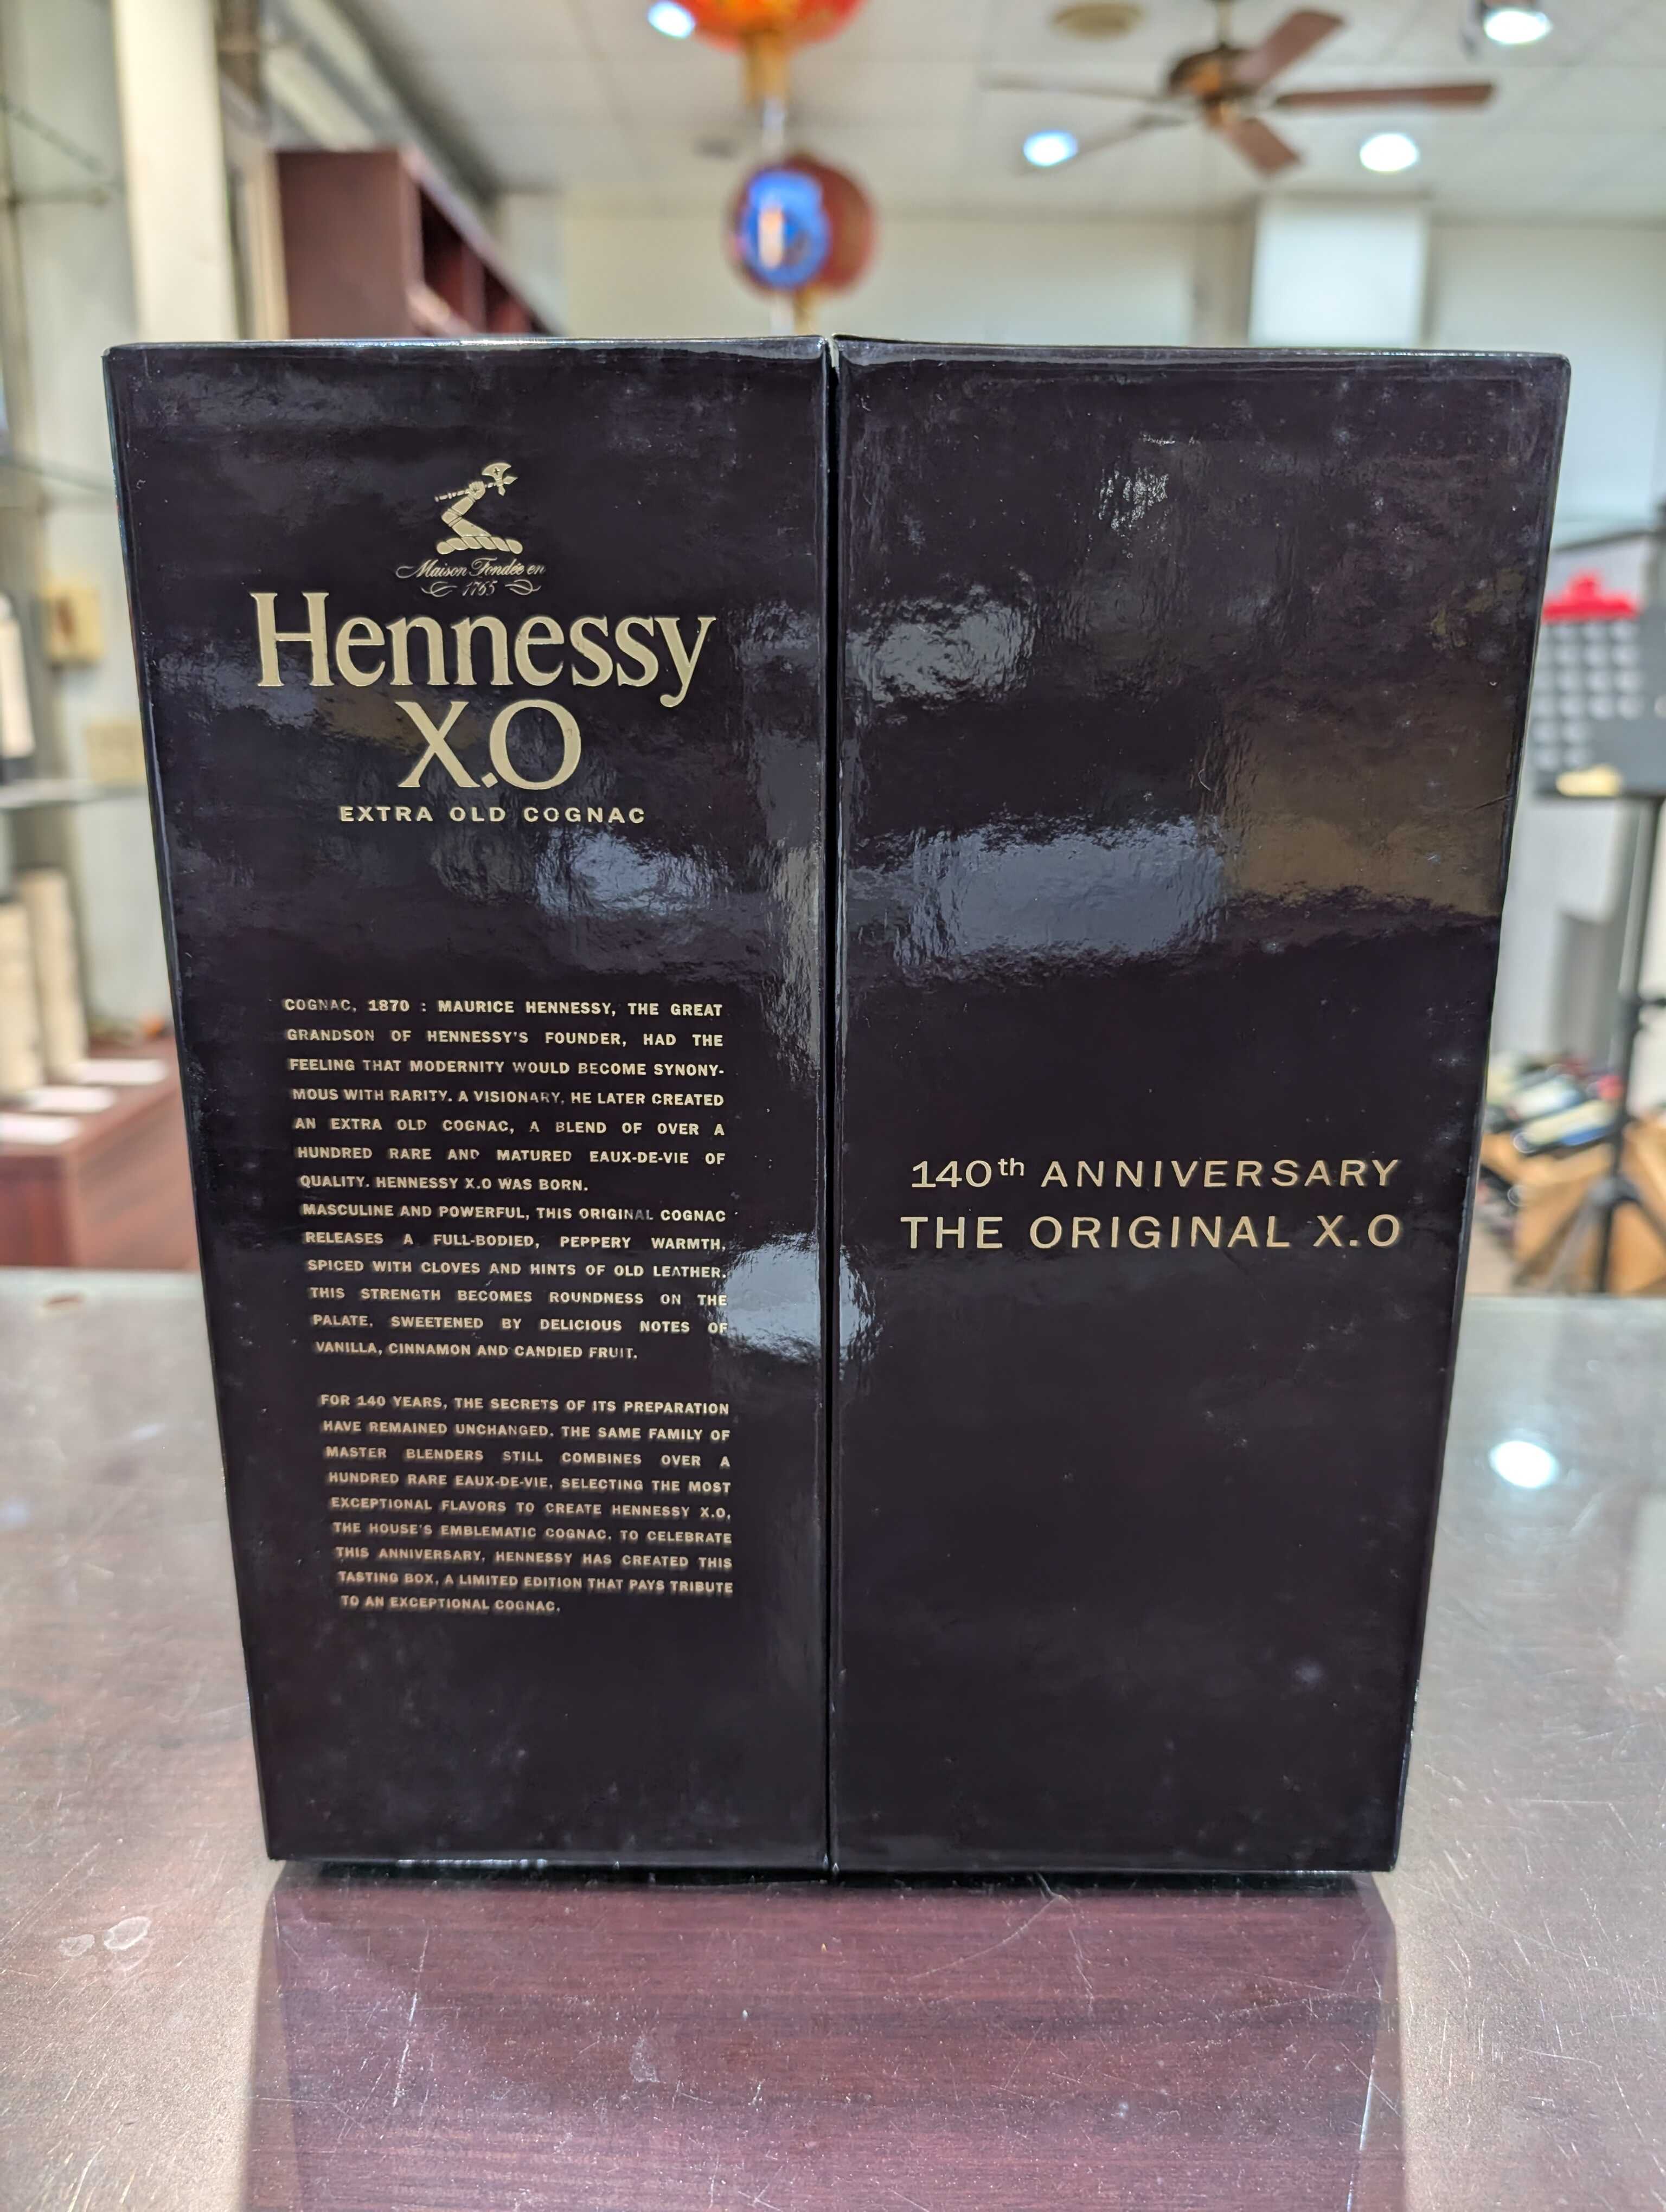 Maison Fondée en
1765
Hennessy
X.O
EXTRA OLD COGNAC
COGNAC, 1870 : MAURICE HENNESSY, THE GREAT
GRANDSON OF HENNESSY'S FOUNDER, HAD THE
FEELING THAT MODERNITY WOULD BECOME SYNONY-
MOUS WITH RARITY. A VISIONARY, HE LATER CREATED
AN EXTRA OLD COGNAC, A BLEND OF OVER A
HUNDRED RARE AND MATURED EAUX-DE-VIE OF
QUALITY. HENNESSY X.O WAS BORN.
MASCULINE AND POWERFUL, THIS ORIGINAL COGNAC
RELEASES A FULL-BODIED, PEPPERY WARMTH,
SPICED WITH CLOVES AND HINTS OF OLD LEATHER.
THIS STRENGTH BECOMES ROUNDNESS ON THE
PALATE, SWEETENED BY DELICIOUS NOTES OF
VANILLA, CINNAMON AND CANDIED FRUIT.
FOR 140 YEARS, THE SECRETS OF ITS PREPARATION
HAVE REMAINED UNCHANGED. THE SAME FAMILY OF
MASTER BLENDERS STILL COMBINES OVER A
HUNDRED RARE EAUX-DE-VIE, SELECTING THE MOST
EXCEPTIONAL FLAVORS TO CREATE HENNESSY X.O,
THE HOUSE'S EMBLEMATIC COGNAC. TO CELEBRATE
THIS ANNIVERSARY, HENNESSY HAS CREATED THIS
TASTING BOX, A LIMITED EDITION THAT PAYS TRIBUTE
TO AN EXCEPTIONAL COGNAC.
140th ANNIVERSARY
THE ORIGINAL X.O